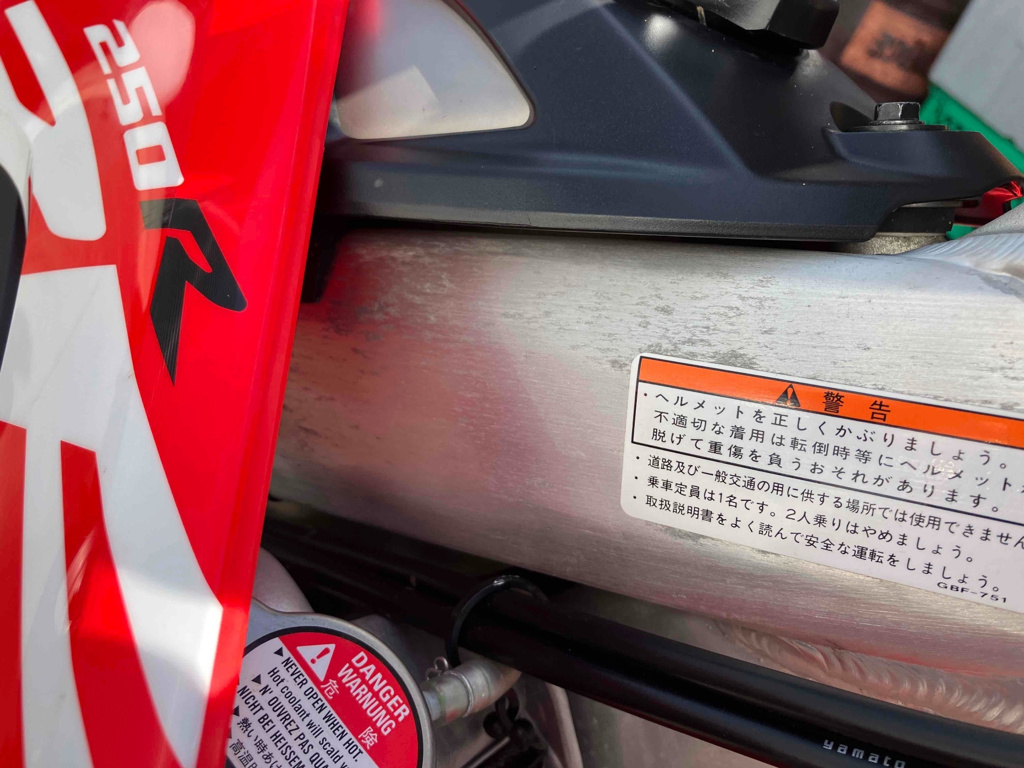 250R
警告
・ヘルメットを正しくかぶりましょう。
不適切な着用は転倒時等にヘルメット
脱げて重傷を負うおそれがあります。
・道路及び一般交通の用に供する場所では使用できません
・乗車定員は1名です。2人乗りはやめましょう。
・取扱説明書をよく読んで安全な運転をしましょう。
GBF-751
DANGER
WARNUNG
危険
▶NEVER OPEN WHEN HOT.
Hot coolant will scald
▶N'OUVREZ PAS
NICHT BEI HEISSEM
▶熱い時
高温
yamato